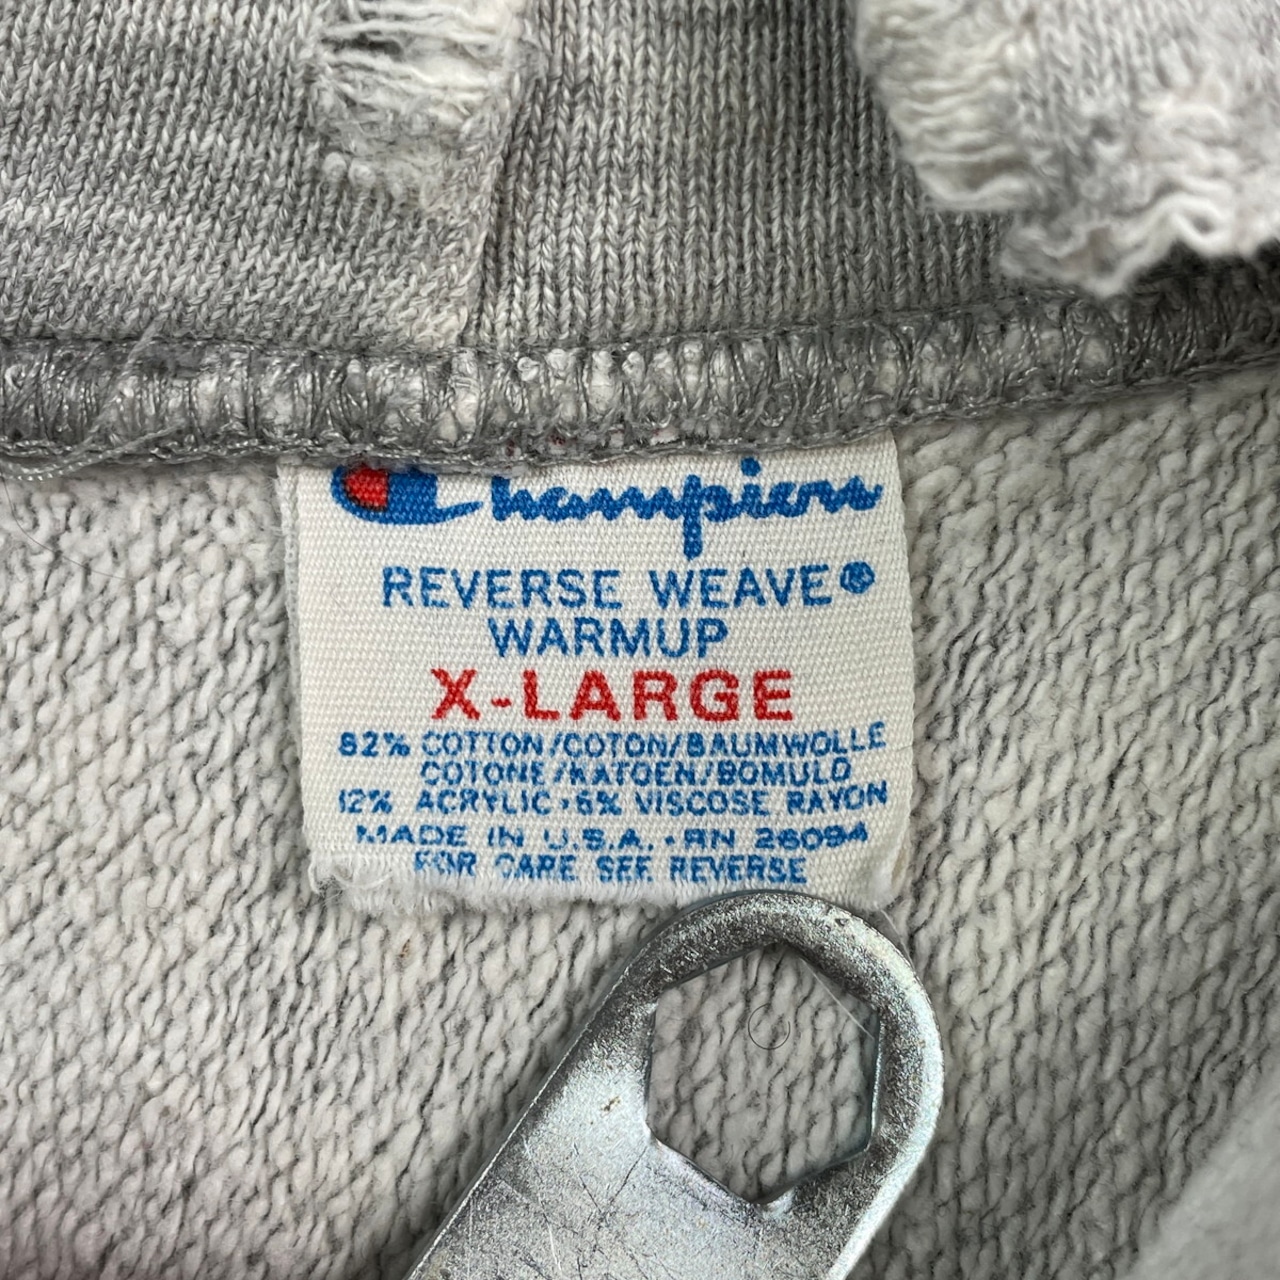 Champion
REVERSE WEAVE®
WARMUP
X-LARGE
82% COTTON/COTON/BAUMWOLLE
COTONE/KATOEN/BOMULD
12% ACRYLIC•6% VISCOSE RAYON
MADE IN U.S.A.•RN 26094
FOR CARE SEE REVERSE